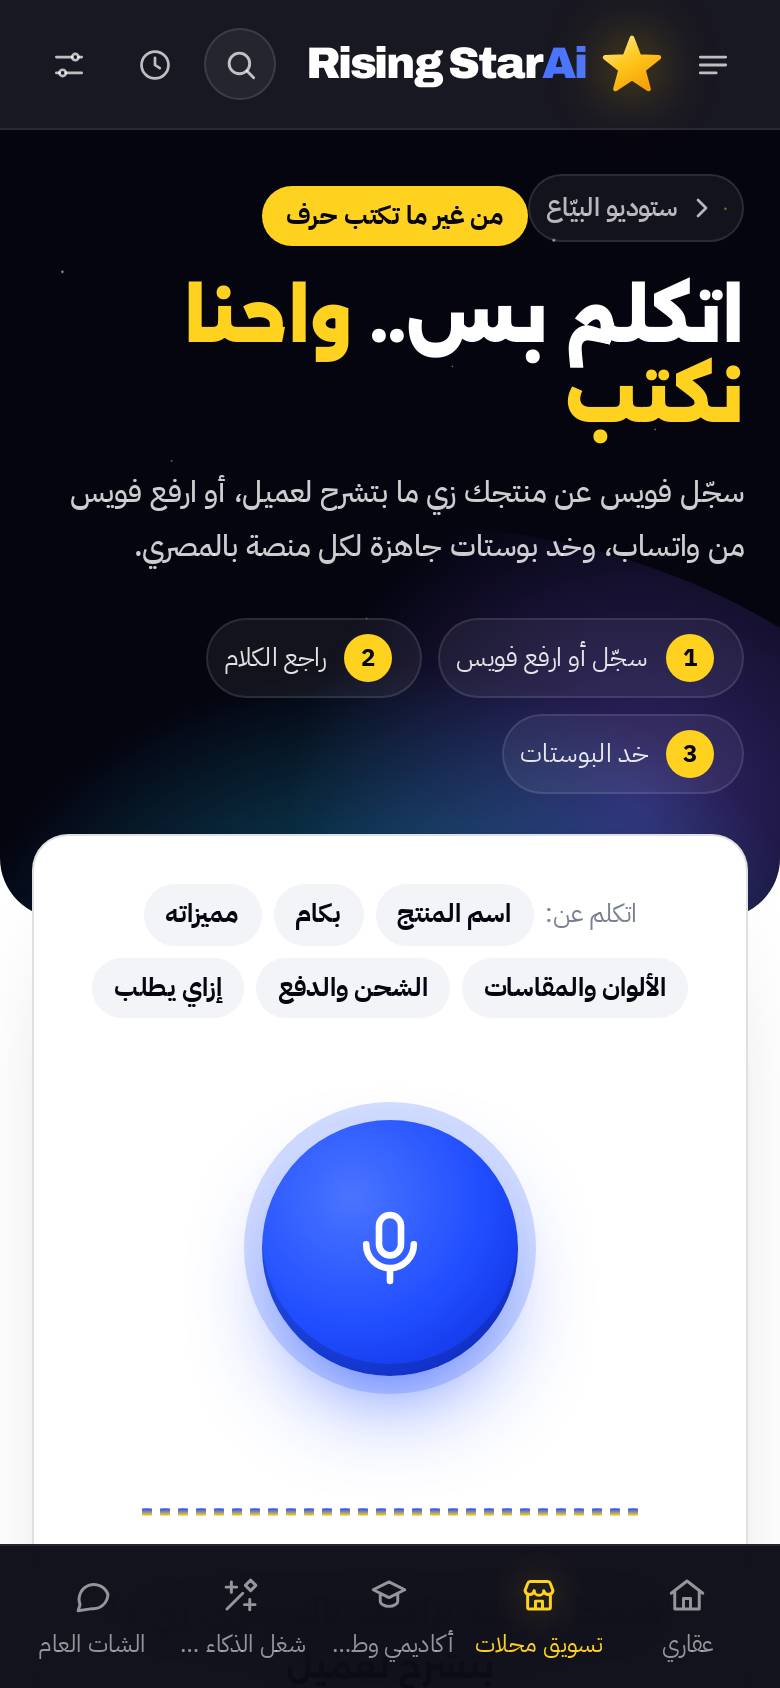 Rising StarAi
ستوديو البيّاع
من غير ما تكتب حرف
اتكلم بس.. واحنا
نكتب
سجّل فويس عن منتجك زي ما بتشرح لعميل، أو ارفع فويس
من واتساب، وخد بوستات جاهزة لكل منصة بالمصري.
1 سجّل أو ارفع فويس
2 راجع الكلام
3 خد البوستات
اتكلم عن: اسم المنتج بكام مميزاته
الألوان والمقاسات الشحن والدفع إزاي يطلب
عقاري
تسويق محلات
أكاديمي وط...
شغل الذكاء ...
الشات العام